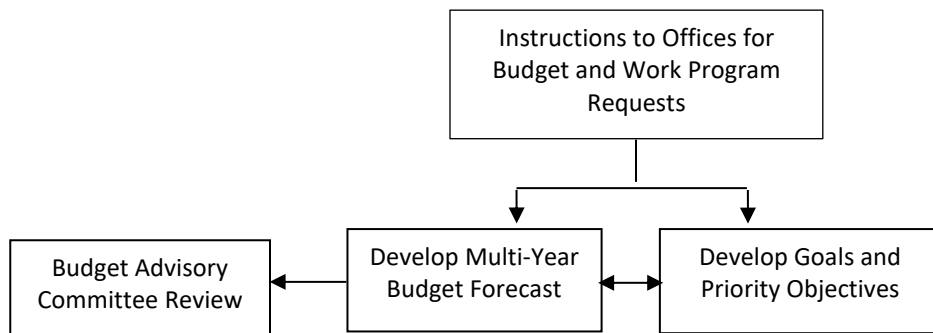 Instructions to Offices for
Budget and Work Program
Requests
Budget Advisory
Committee Review
Develop Multi-Year
Budget Forecast
Develop Goals and
Priority Objectives